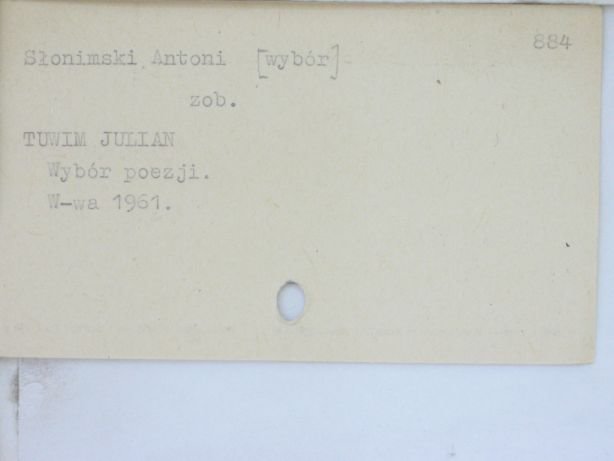 884
Słonimski Antoni [wybór]
zob.
TUWIM JULIAN
Wybór poezji.
W-wa 1961.